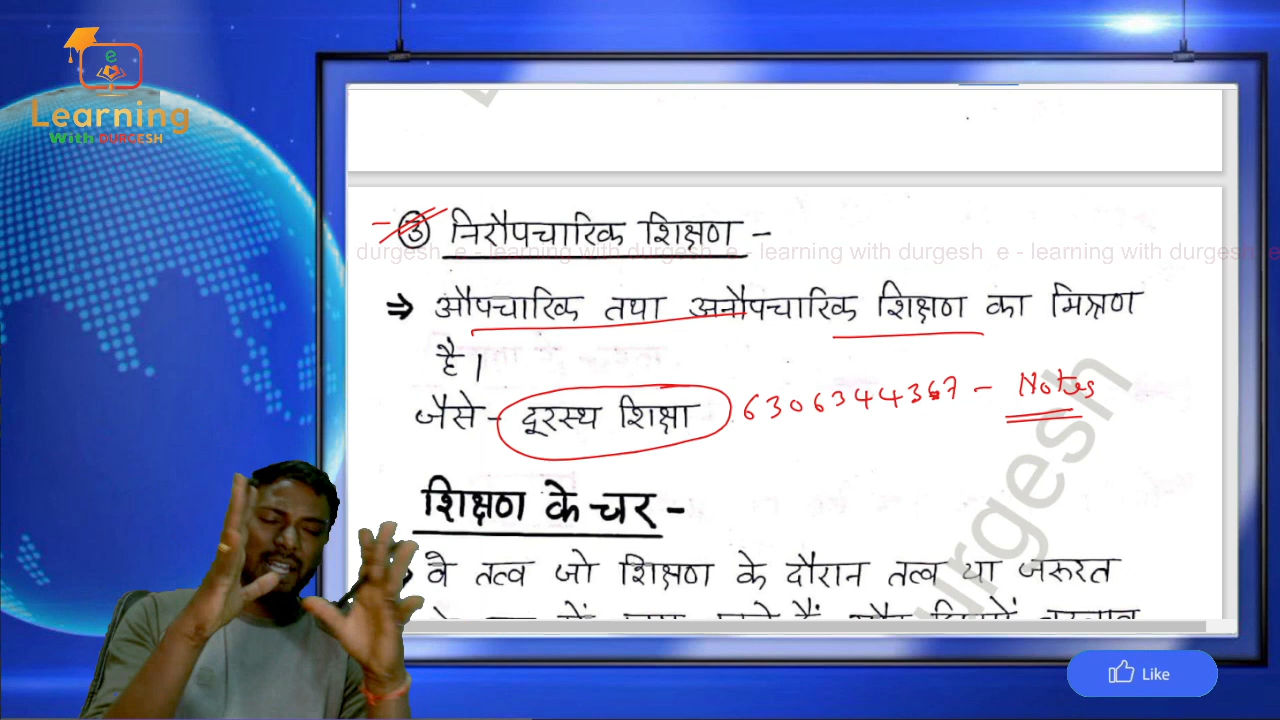 e
Learning
With DURGESH
③ निरौपचारिक शिक्षण -
durgesh e - learning with durgesh e - learning with durgesh e - learning with durgesh e
⇒ औपचारिक तथा अनौपचारिक शिक्षण का मिश्रण
है।
जैसे- दूरस्थ शिक्षा
6306344367 - Notes
शिक्षण के चर -
वे तत्व जो शिक्षण के दौरान तत्व या जरूरत
urgesh
Like